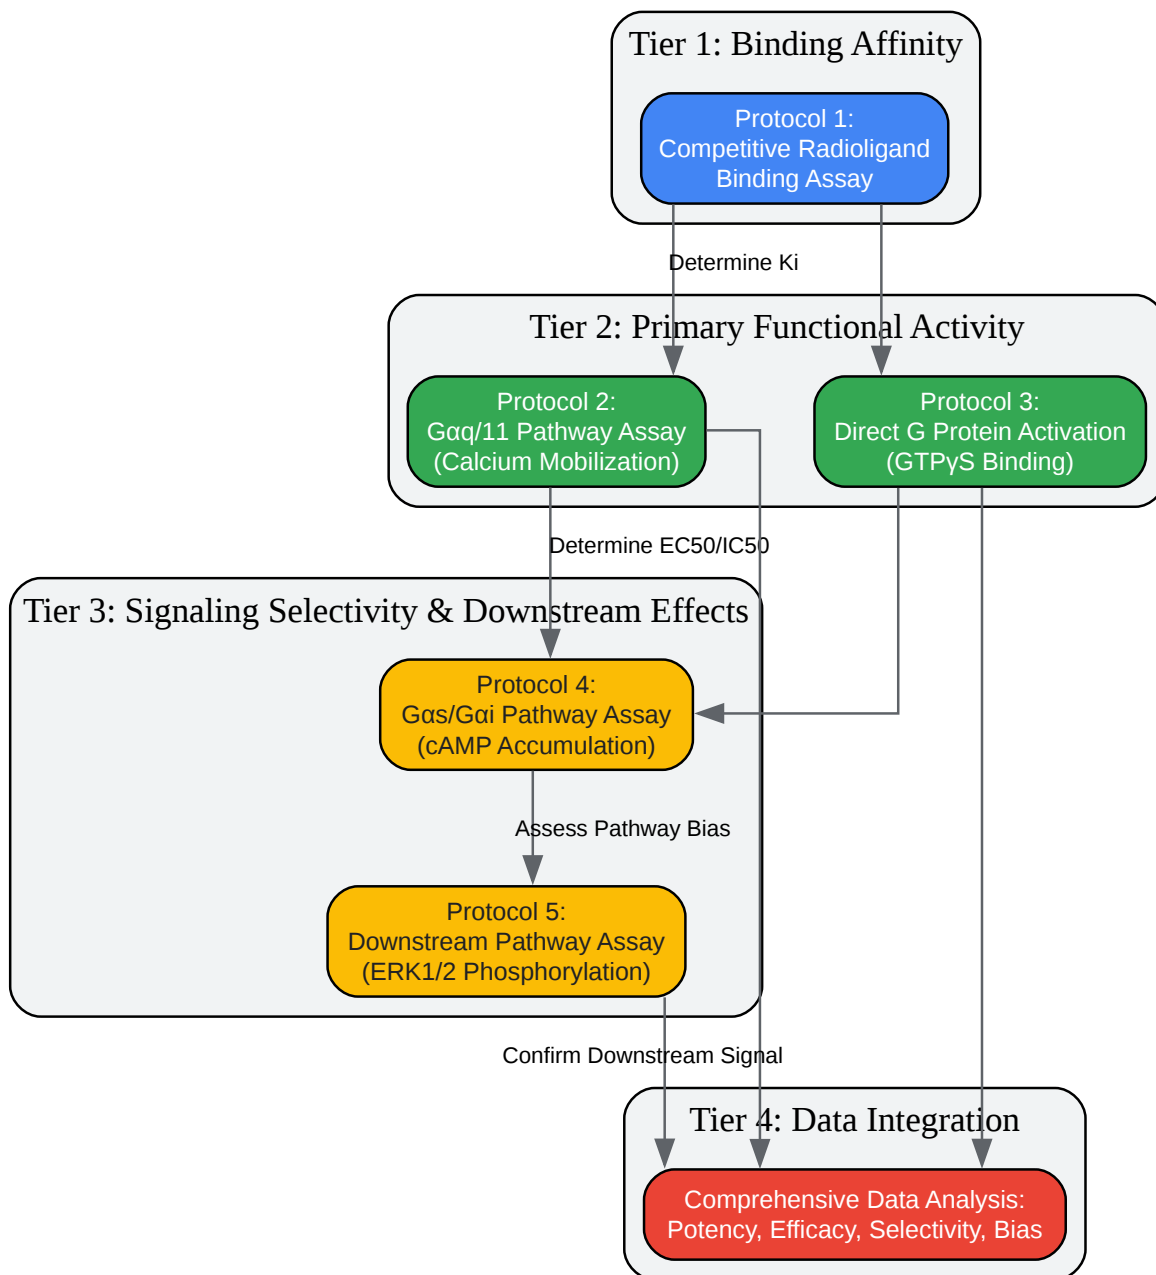 Tier 1: Binding Affinity
Protocol 1:
Competitive Radioligand
Binding Assay
Determine Ki
Tier 2: Primary Functional Activity
Protocol 2:
Gαq/11 Pathway Assay
(Calcium Mobilization)
Protocol 3:
Direct G Protein Activation
(GTPγS Binding)
Determine EC50/IC50
Tier 3: Signaling Selectivity & Downstream Effects
Protocol 4:
Gαs/Gαi Pathway Assay
(cAMP Accumulation)
Assess Pathway Bias
Protocol 5:
Downstream Pathway Assay
(ERK1/2 Phosphorylation)
Confirm Downstream Signal
Tier 4: Data Integration
Comprehensive Data Analysis:
Potency, Efficacy, Selectivity, Bias